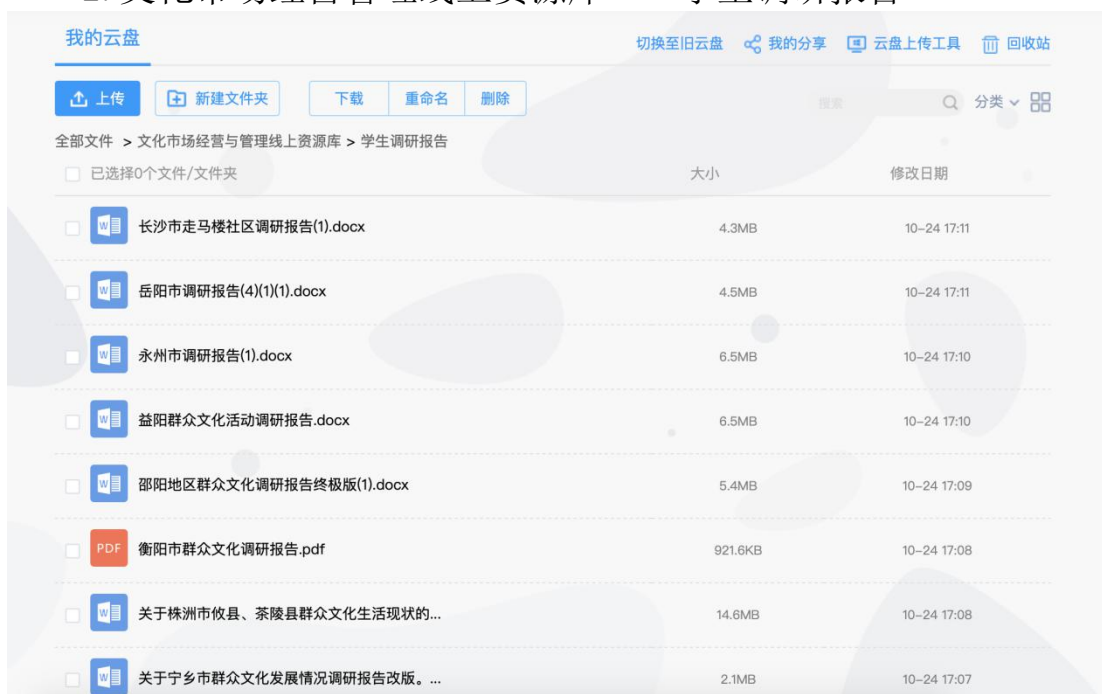 我的云盘 切换至旧云盘 我的分享 云盘上传工具 回收站
上传 新建文件夹 下载 重命名 删除 搜索 分类
全部文件 > 文化市场经营与管理线上资源库 > 学生调研报告
已选择0个文件/文件夹 大小 修改日期
长沙市走马楼社区调研报告(1).docx 4.3MB 10-24 17:11
岳阳市调研报告(4)(1)(1).docx 4.5MB 10-24 17:11
永州市调研报告(1).docx 6.5MB 10-24 17:10
益阳群众文化活动调研报告.docx 6.5MB 10-24 17:10
邵阳地区群众文化调研报告终极版(1).docx 5.4MB 10-24 17:09
PDF 衡阳市群众文化调研报告.pdf 921.6KB 10-24 17:08
关于株洲市攸县、茶陵县群众文化生活现状的... 14.6MB 10-24 17:08
关于宁乡市群众文化发展情况调研报告改版。... 2.1MB 10-24 17:07